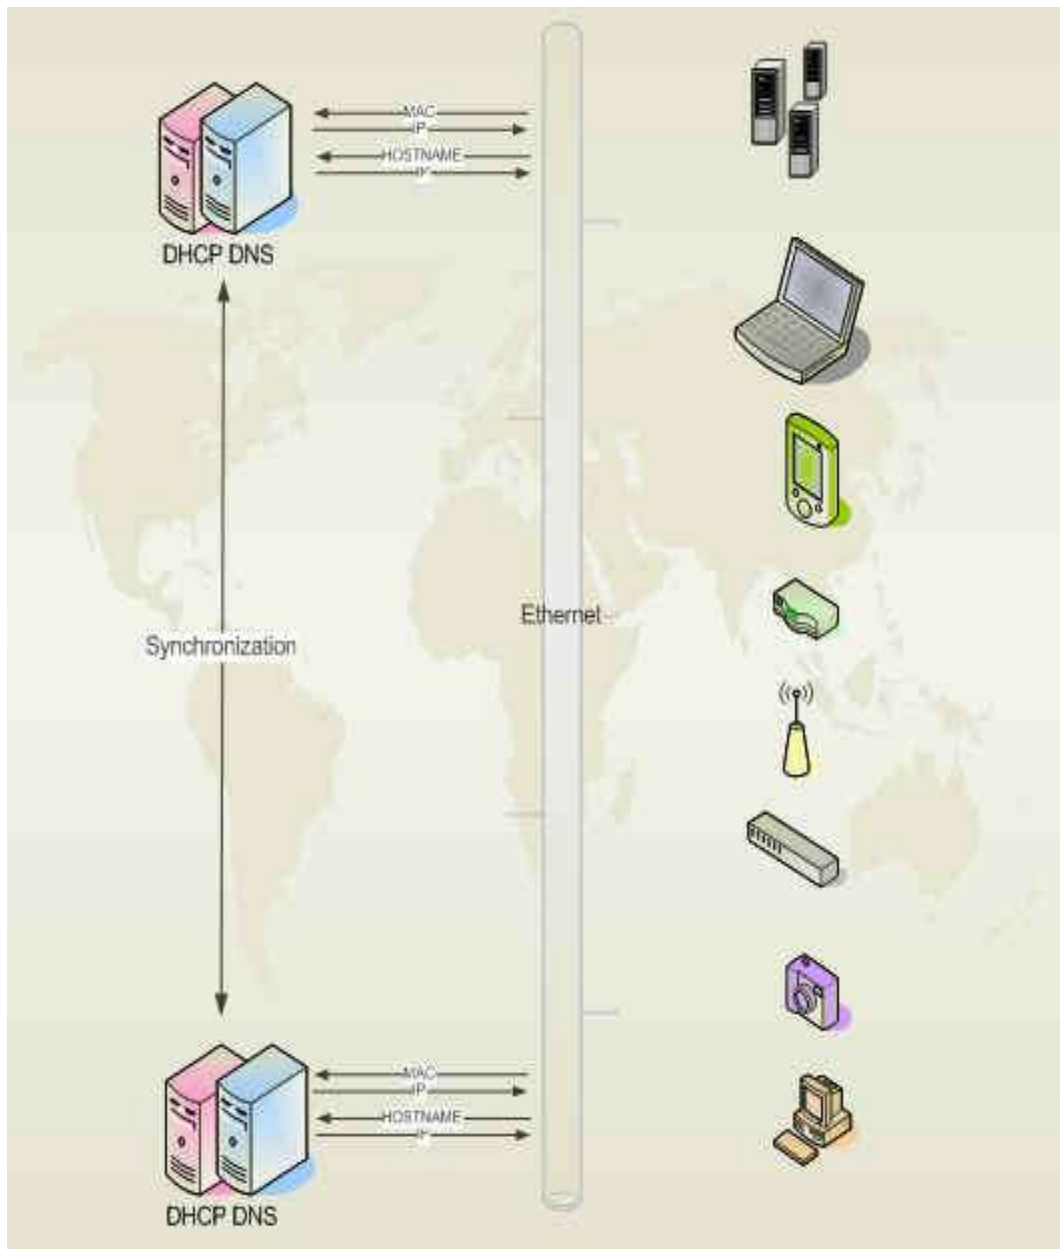 MAC
IP
HOSTNAME
IP
DHCP DNS
Ethernet
Synchronization
MAC
IP
HOSTNAME
IP
DHCP DNS